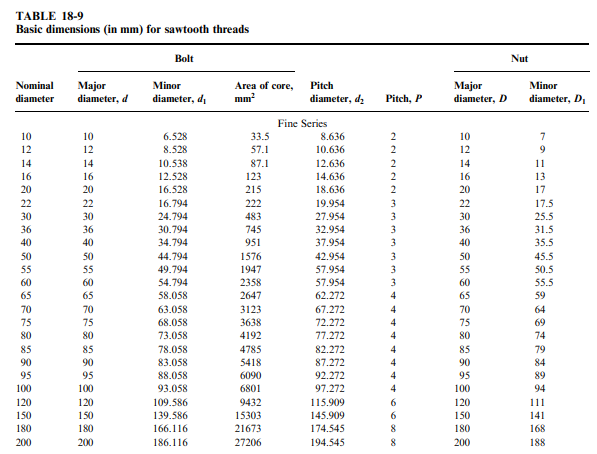 TABLE 18-9
Basic dimensions (in mm) for sawtooth threads
Bolt Nut
Nominal Major Minor Area of core, Pitch Major Minor
diameter diameter, d diameter, d₁ mm² diameter, d₂ Pitch, P diameter, D diameter, D₁
Fine Series
10 10 6.528 33.5 8.636 2 10 7
12 12 8.528 57.1 10.636 2 12 9
14 14 10.538 87.1 12.636 2 14 11
16 16 12.528 123 14.636 2 16 13
20 20 16.528 215 18.636 2 20 17
22 22 16.794 222 19.954 3 22 17.5
30 30 24.794 483 27.954 3 30 25.5
36 36 30.794 745 32.954 3 36 31.5
40 40 34.794 951 37.954 3 40 35.5
50 50 44.794 1576 42.954 3 50 45.5
55 55 49.794 1947 57.954 3 55 50.5
60 60 54.794 2358 57.954 3 60 55.5
65 65 58.058 2647 62.272 4 65 59
70 70 63.058 3123 67.272 4 70 64
75 75 68.058 3638 72.272 4 75 69
80 80 73.058 4192 77.272 4 80 74
85 85 78.058 4785 82.272 4 85 79
90 90 83.058 5418 87.272 4 90 84
95 95 88.058 6090 92.272 4 95 89
100 100 93.058 6801 97.272 4 100 94
120 120 109.586 9432 115.909 6 120 111
150 150 139.586 15303 145.909 6 150 141
180 180 166.116 21673 174.545 8 180 168
200 200 186.116 27206 194.545 8 200 188